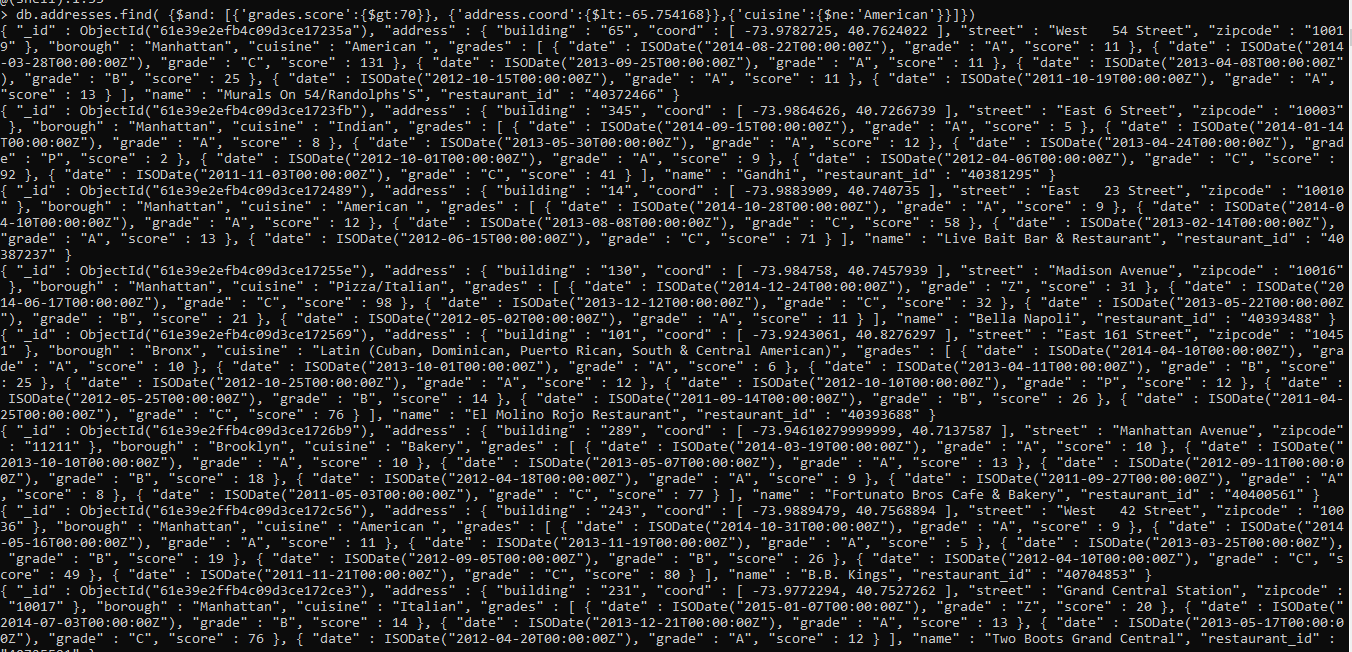 > db.addresses.find( {$and: [{'grades.score':{$gt:70}}, {'address.coord':{$lt:-65.754168}},{'cuisine':{$ne:'American'}}]})
{ "_id" : ObjectId("61e39e2efb4c09d3ce17235a"), "address" : { "building" : "65", "coord" : [ -73.9782725, 40.7624022 ], "street" : "West   54 Street", "zipcode" : "1001
9" }, "borough" : "Manhattan", "cuisine" : "American ", "grades" : [ { "date" : ISODate("2014-08-22T00:00:00Z"), "grade" : "A", "score" : 11 }, { "date" : ISODate("2014
-03-28T00:00:00Z"), "grade" : "C", "score" : 131 }, { "date" : ISODate("2013-09-25T00:00:00Z"), "grade" : "A", "score" : 11 }, { "date" : ISODate("2013-04-08T00:00:00Z"
), "grade" : "B", "score" : 25 }, { "date" : ISODate("2012-10-15T00:00:00Z"), "grade" : "A", "score" : 11 }, { "date" : ISODate("2011-10-19T00:00:00Z"), "grade" : "A",
"score" : 13 } ], "name" : "Murals On 54/Randolphs'S", "restaurant_id" : "40372466" }
{ "_id" : ObjectId("61e39e2efb4c09d3ce1723fb"), "address" : { "building" : "345", "coord" : [ -73.9864626, 40.7266739 ], "street" : "East 6 Street", "zipcode" : "10003"
 }, "borough" : "Manhattan", "cuisine" : "Indian", "grades" : [ { "date" : ISODate("2014-09-15T00:00:00Z"), "grade" : "A", "score" : 5 }, { "date" : ISODate("2014-01-14
T00:00:00Z"), "grade" : "A", "score" : 8 }, { "date" : ISODate("2013-05-30T00:00:00Z"), "grade" : "A", "score" : 12 }, { "date" : ISODate("2013-04-24T00:00:00Z"), "grad
e" : "P", "score" : 2 }, { "date" : ISODate("2012-10-01T00:00:00Z"), "grade" : "A", "score" : 9 }, { "date" : ISODate("2012-04-06T00:00:00Z"), "grade" : "C", "score" :
92 }, { "date" : ISODate("2011-11-03T00:00:00Z"), "grade" : "C", "score" : 41 } ], "name" : "Gandhi", "restaurant_id" : "40381295" }
{ "_id" : ObjectId("61e39e2efb4c09d3ce172489"), "address" : { "building" : "14", "coord" : [ -73.9883909, 40.740735 ], "street" : "East   23 Street", "zipcode" : "10010
" }, "borough" : "Manhattan", "cuisine" : "American ", "grades" : [ { "date" : ISODate("2014-10-28T00:00:00Z"), "grade" : "A", "score" : 9 }, { "date" : ISODate("2014-0
4-10T00:00:00Z"), "grade" : "A", "score" : 12 }, { "date" : ISODate("2013-08-08T00:00:00Z"), "grade" : "C", "score" : 58 }, { "date" : ISODate("2013-02-14T00:00:00Z"),
"grade" : "A", "score" : 13 }, { "date" : ISODate("2012-06-15T00:00:00Z"), "grade" : "C", "score" : 71 } ], "name" : "Live Bait Bar & Restaurant", "restaurant_id" : "40
387237" }
{ "_id" : ObjectId("61e39e2efb4c09d3ce17255e"), "address" : { "building" : "130", "coord" : [ -73.984758, 40.7457939 ], "street" : "Madison Avenue", "zipcode" : "10016"
 }, "borough" : "Manhattan", "cuisine" : "Pizza/Italian", "grades" : [ { "date" : ISODate("2014-12-24T00:00:00Z"), "grade" : "Z", "score" : 31 }, { "date" : ISODate("20
14-06-17T00:00:00Z"), "grade" : "C", "score" : 98 }, { "date" : ISODate("2013-12-12T00:00:00Z"), "grade" : "C", "score" : 32 }, { "date" : ISODate("2013-05-22T00:00:00Z
"), "grade" : "B", "score" : 21 }, { "date" : ISODate("2012-05-02T00:00:00Z"), "grade" : "A", "score" : 11 } ], "name" : "Bella Napoli", "restaurant_id" : "40393488" }
{ "_id" : ObjectId("61e39e2efb4c09d3ce172569"), "address" : { "building" : "101", "coord" : [ -73.9243061, 40.8276297 ], "street" : "East 161 Street", "zipcode" : "1045
1" }, "borough" : "Bronx", "cuisine" : "Latin (Cuban, Dominican, Puerto Rican, South & Central American)", "grades" : [ { "date" : ISODate("2014-04-10T00:00:00Z"), "gra
de" : "A", "score" : 10 }, { "date" : ISODate("2013-10-01T00:00:00Z"), "grade" : "A", "score" : 6 }, { "date" : ISODate("2013-04-11T00:00:00Z"), "grade" : "B", "score"
: 25 }, { "date" : ISODate("2012-10-25T00:00:00Z"), "grade" : "A", "score" : 12 }, { "date" : ISODate("2012-10-10T00:00:00Z"), "grade" : "P", "score" : 12 }, { "date" :
 ISODate("2012-05-25T00:00:00Z"), "grade" : "B", "score" : 14 }, { "date" : ISODate("2011-09-14T00:00:00Z"), "grade" : "B", "score" : 26 }, { "date" : ISODate("2011-04-
25T00:00:00Z"), "grade" : "C", "score" : 76 } ], "name" : "El Molino Rojo Restaurant", "restaurant_id" : "40393688" }
{ "_id" : ObjectId("61e39e2ffb4c09d3ce1726b9"), "address" : { "building" : "289", "coord" : [ -73.94610279999999, 40.7137587 ], "street" : "Manhattan Avenue", "zipcode"
 : "11211" }, "borough" : "Brooklyn", "cuisine" : "Bakery", "grades" : [ { "date" : ISODate("2014-03-19T00:00:00Z"), "grade" : "A", "score" : 10 }, { "date" : ISODate("
2013-10-10T00:00:00Z"), "grade" : "A", "score" : 10 }, { "date" : ISODate("2013-05-07T00:00:00Z"), "grade" : "A", "score" : 13 }, { "date" : ISODate("2012-09-11T00:00:0
0Z"), "grade" : "B", "score" : 18 }, { "date" : ISODate("2012-04-18T00:00:00Z"), "grade" : "A", "score" : 9 }, { "date" : ISODate("2011-09-27T00:00:00Z"), "grade" : "A"
, "score" : 8 }, { "date" : ISODate("2011-05-03T00:00:00Z"), "grade" : "C", "score" : 77 } ], "name" : "Fortunato Bros Cafe & Bakery", "restaurant_id" : "40400561" }
{ "_id" : ObjectId("61e39e2ffb4c09d3ce172c56"), "address" : { "building" : "243", "coord" : [ -73.9889479, 40.7568894 ], "street" : "West   42 Street", "zipcode" : "100
36" }, "borough" : "Manhattan", "cuisine" : "American ", "grades" : [ { "date" : ISODate("2014-10-31T00:00:00Z"), "grade" : "A", "score" : 9 }, { "date" : ISODate("2014
-05-16T00:00:00Z"), "grade" : "A", "score" : 11 }, { "date" : ISODate("2013-11-19T00:00:00Z"), "grade" : "A", "score" : 5 }, { "date" : ISODate("2013-03-25T00:00:00Z"),
 "grade" : "B", "score" : 19 }, { "date" : ISODate("2012-09-05T00:00:00Z"), "grade" : "B", "score" : 26 }, { "date" : ISODate("2012-04-10T00:00:00Z"), "grade" : "C", "s
core" : 49 }, { "date" : ISODate("2011-11-21T00:00:00Z"), "grade" : "C", "score" : 80 } ], "name" : "B.B. Kings", "restaurant_id" : "40704853" }
{ "_id" : ObjectId("61e39e2ffb4c09d3ce172ce3"), "address" : { "building" : "231", "coord" : [ -73.9772294, 40.7527262 ], "street" : "Grand Central Station", "zipcode" :
 "10017" }, "borough" : "Manhattan", "cuisine" : "Italian", "grades" : [ { "date" : ISODate("2015-01-07T00:00:00Z"), "grade" : "Z", "score" : 20 }, { "date" : ISODate("
2014-07-03T00:00:00Z"), "grade" : "B", "score" : 14 }, { "date" : ISODate("2013-12-21T00:00:00Z"), "grade" : "A", "score" : 13 }, { "date" : ISODate("2013-05-17T00:00:0
0Z"), "grade" : "C", "score" : 76 }, { "date" : ISODate("2012-04-20T00:00:00Z"), "grade" : "A", "score" : 12 } ], "name" : "Two Boots Grand Central", "restaurant_id" :